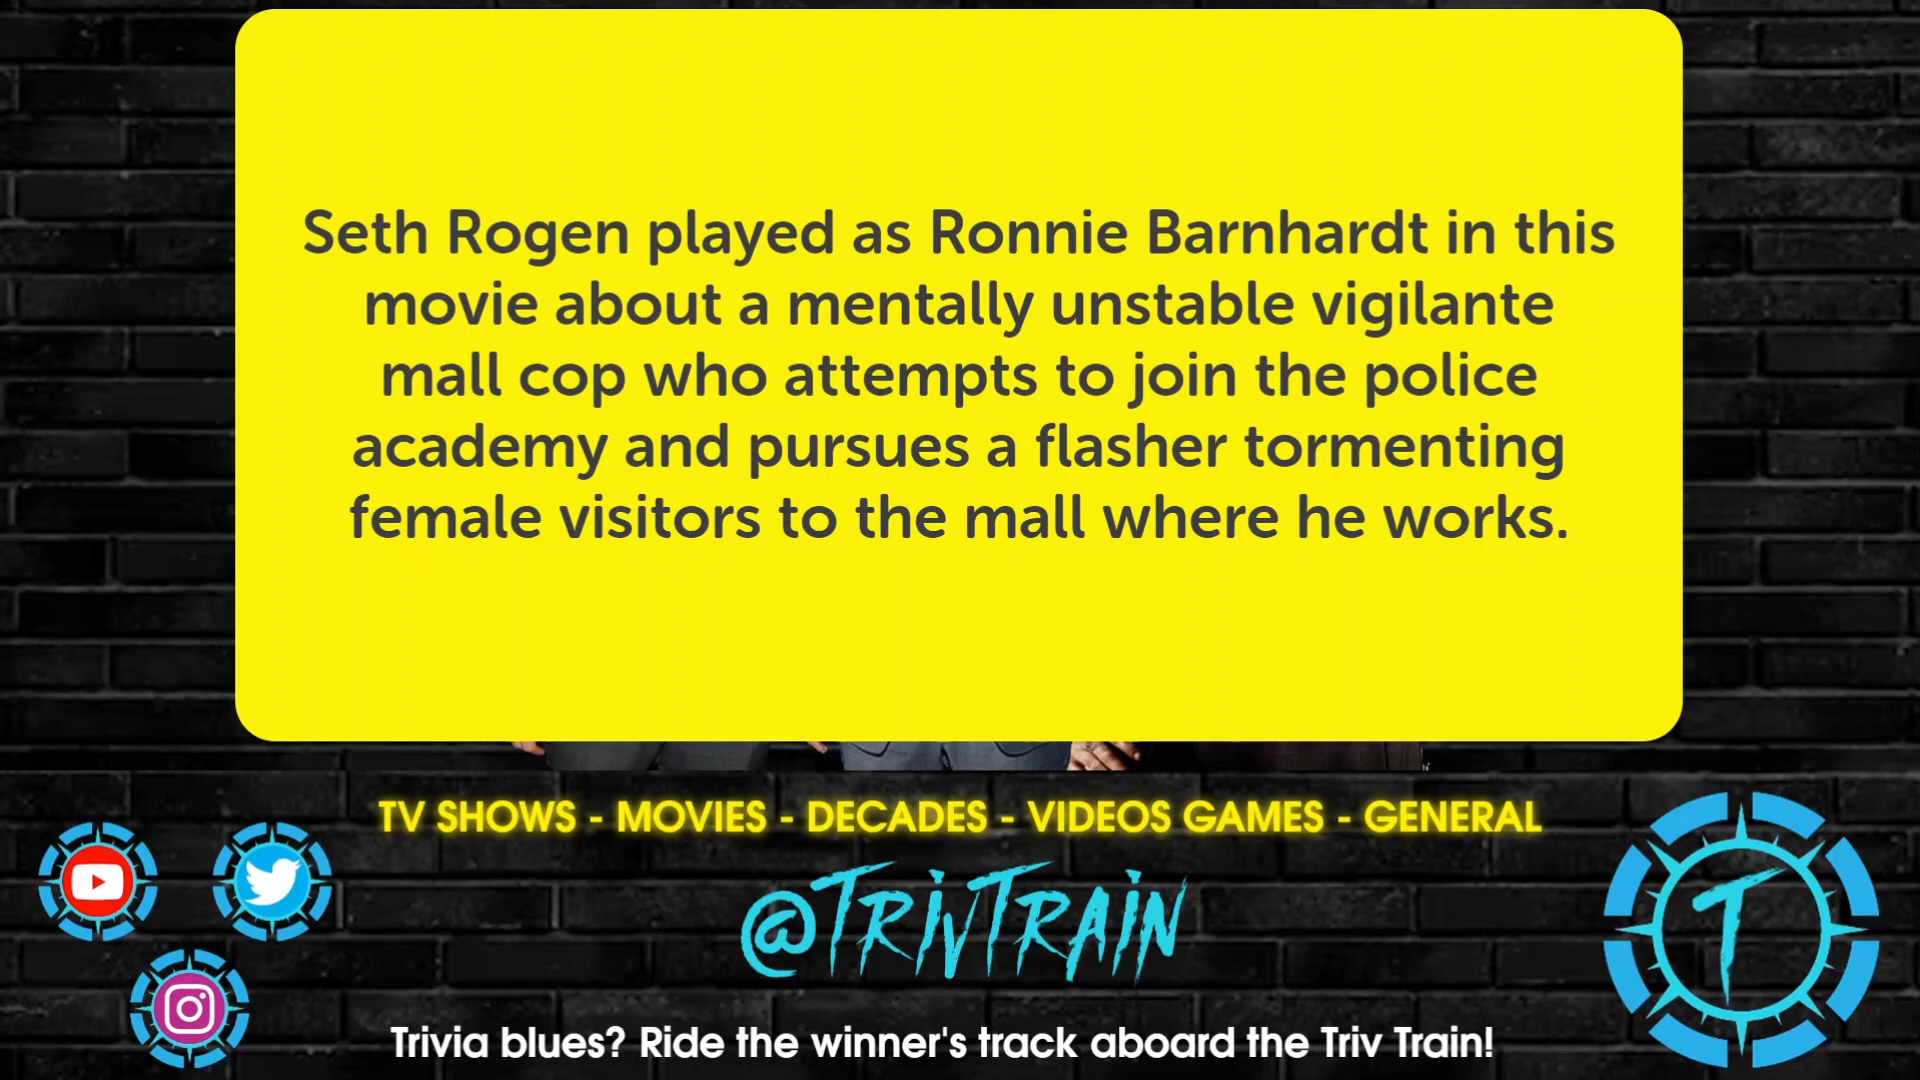 Seth Rogen played as Ronnie Barnhardt in this
movie about a mentally unstable vigilante
mall cop who attempts to join the police
academy and pursues a flasher tormenting
female visitors to the mall where he works.
TV SHOWS - MOVIES - DECADES - VIDEOS GAMES - GENERAL
@TRIVTRAIN
T
Trivia blues? Ride the winner's track aboard the Triv Train!